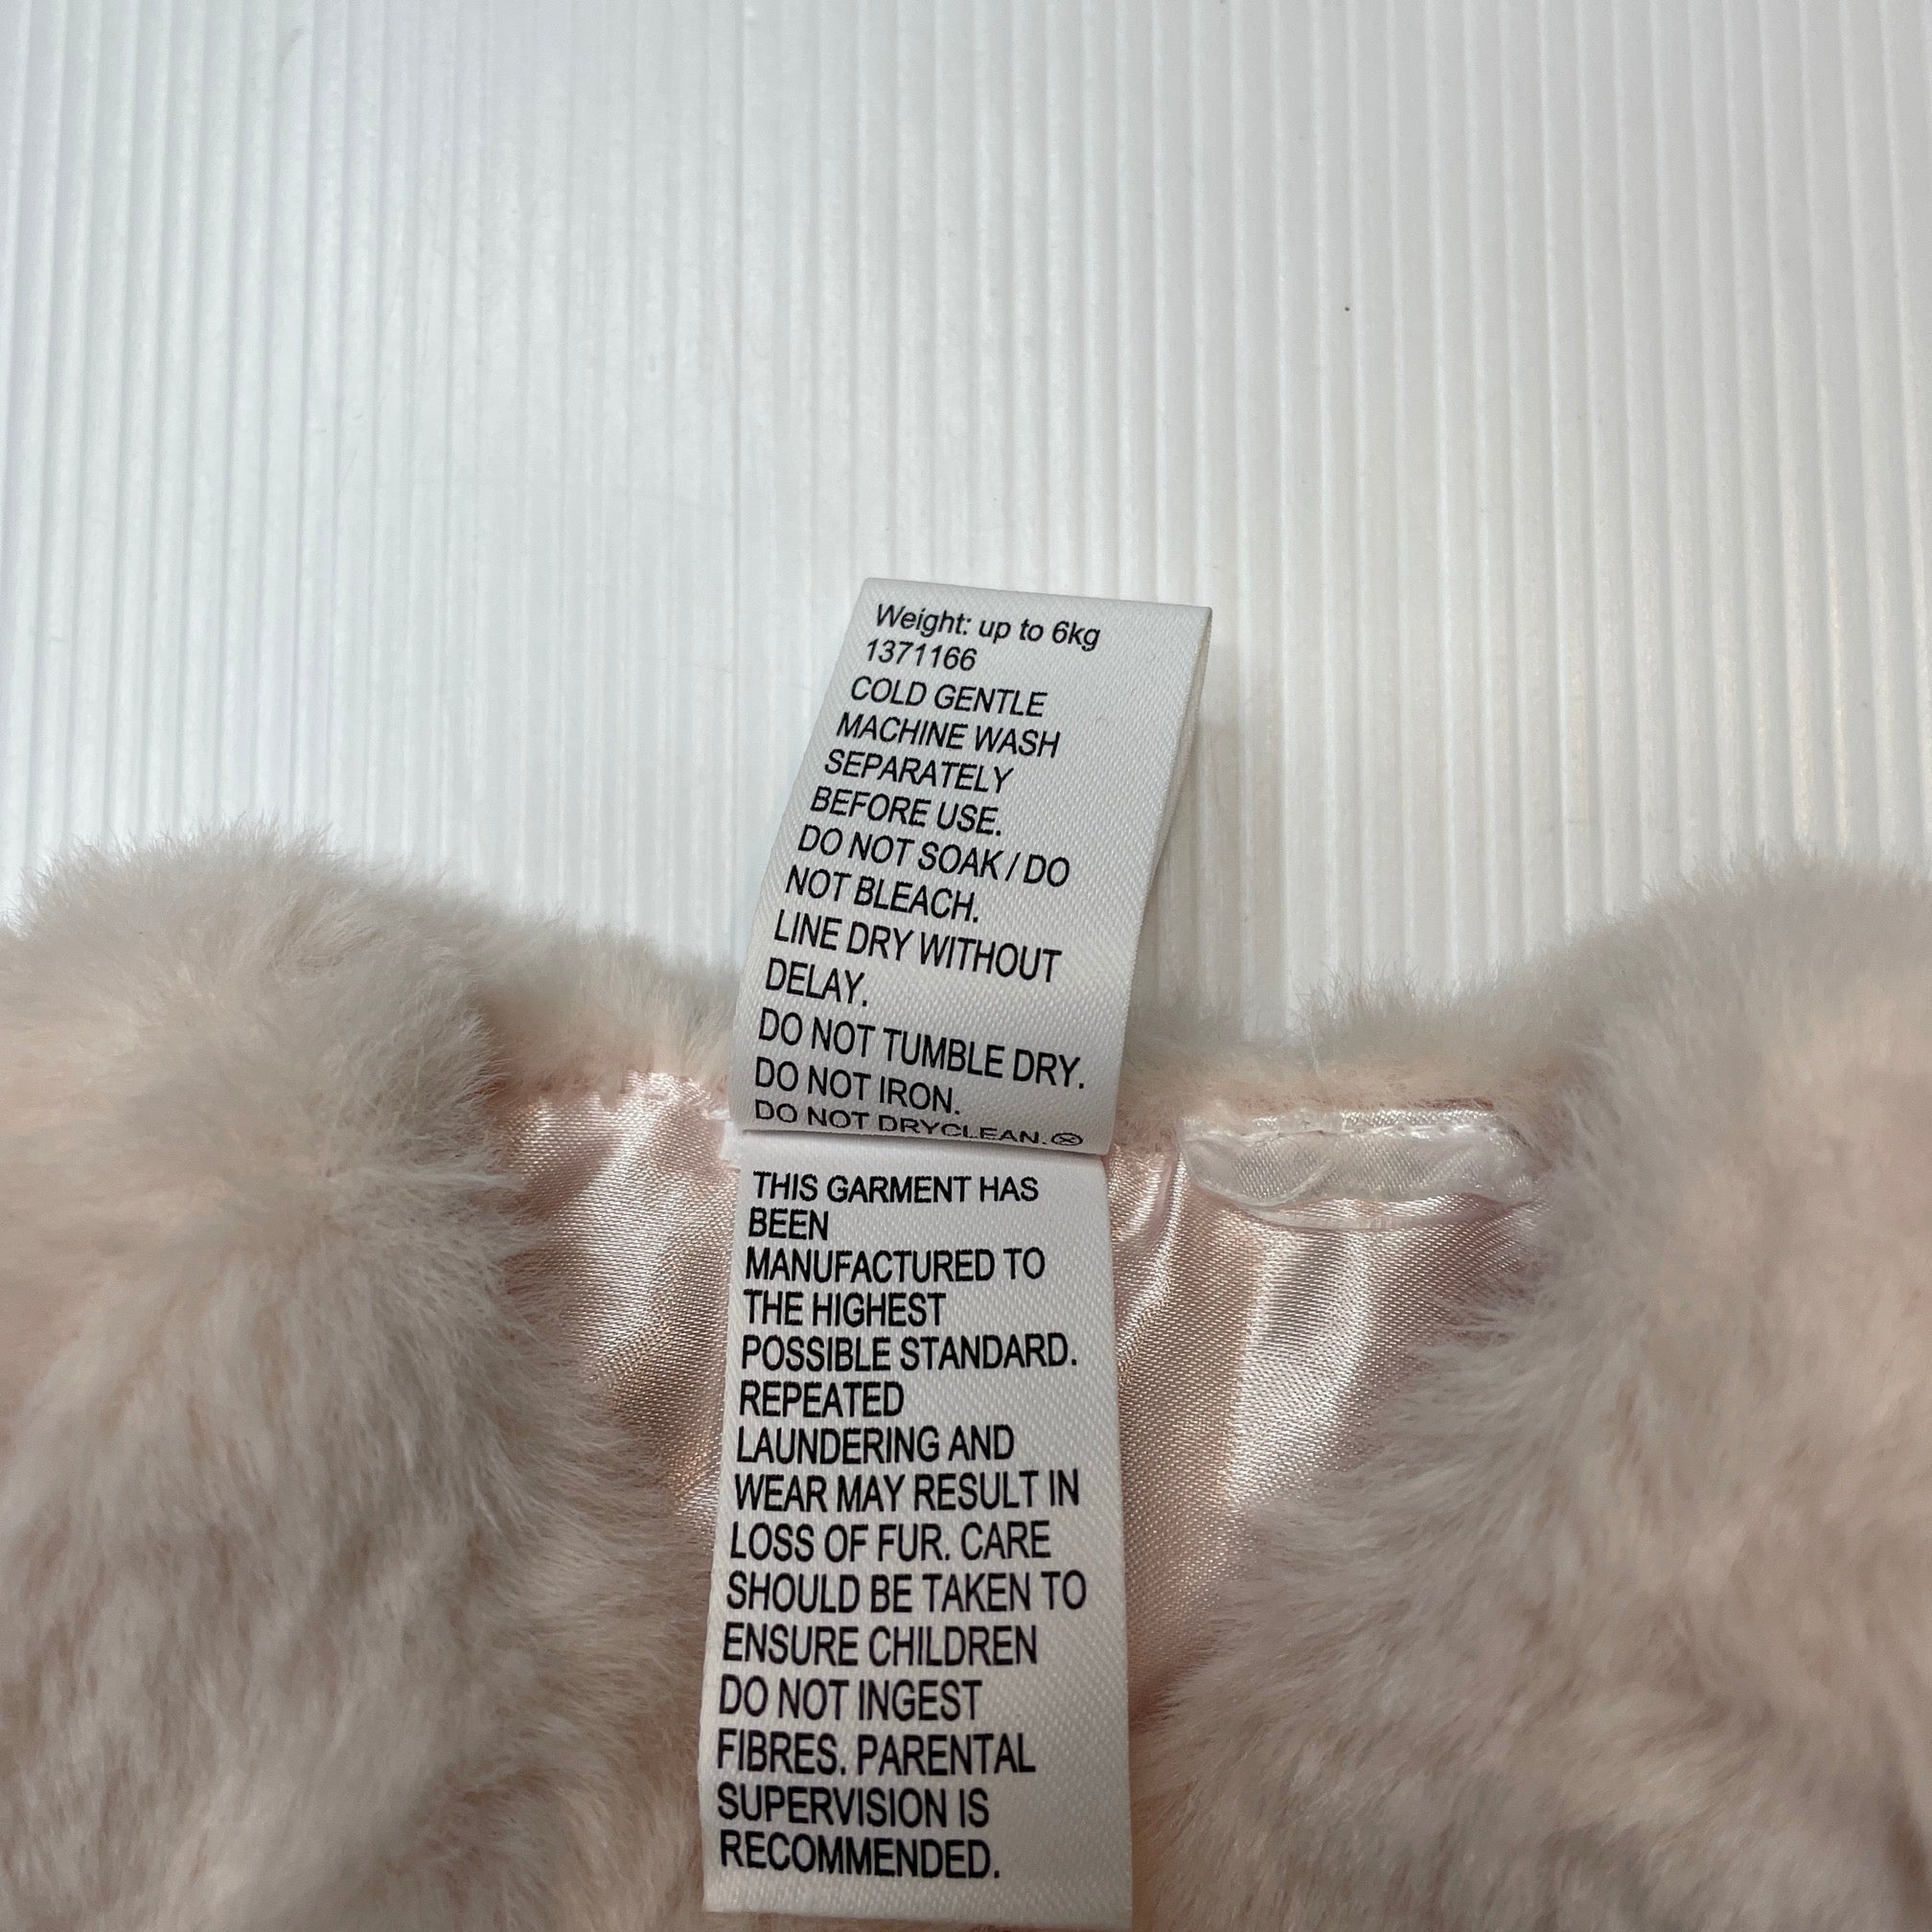 Weight: up to 6kg
1371166
COLD GENTLE
MACHINE WASH
SEPARATELY
BEFORE USE.
DO NOT SOAK / DO
NOT BLEACH.
LINE DRY WITHOUT
DELAY.
DO NOT TUMBLE DRY.
DO NOT IRON.
DO NOT DRYCLEAN.
THIS GARMENT HAS
BEEN
MANUFACTURED TO
THE HIGHEST
POSSIBLE STANDARD.
REPEATED
LAUNDERING AND
WEAR MAY RESULT IN
LOSS OF FUR. CARE
SHOULD BE TAKEN TO
ENSURE CHILDREN
DO NOT INGEST
FIBRES. PARENTAL
SUPERVISION IS
RECOMMENDED.